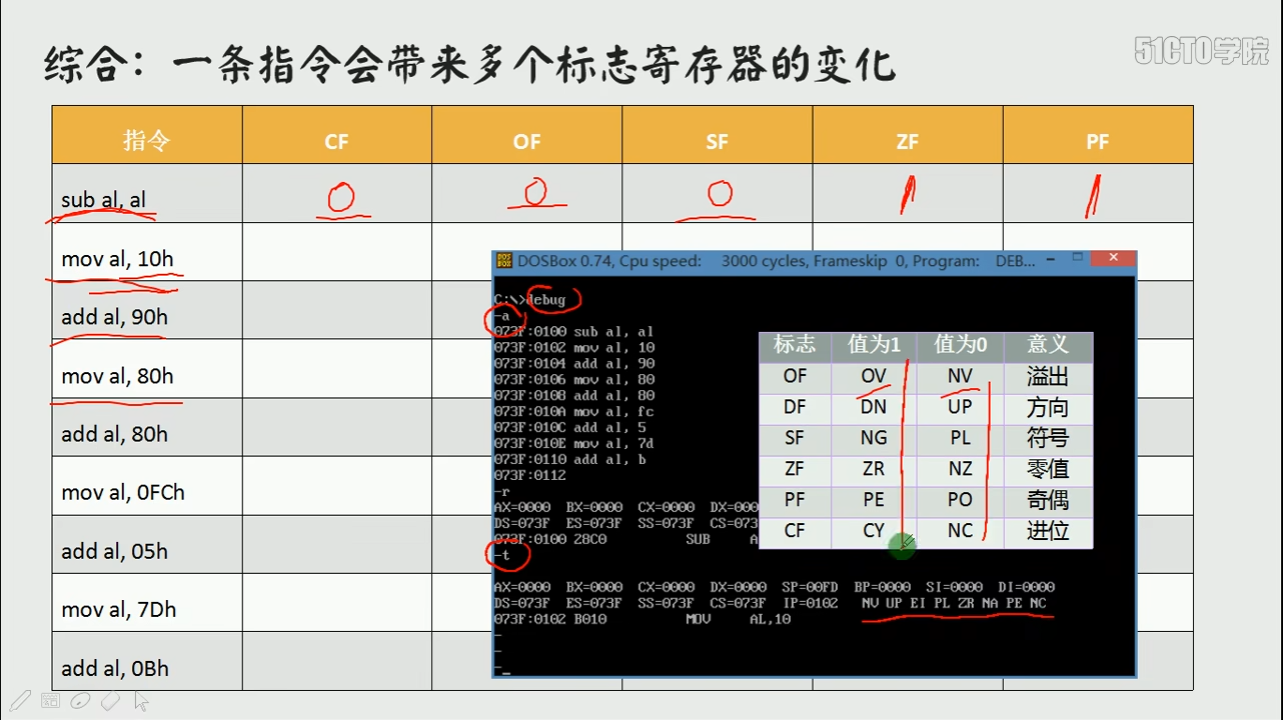 51CTO学院
综合：一条指令会带来多个标志寄存器的变化
指令 CF OF SF ZF PF
sub al, al 0 0 0 1 1
mov al, 10h
add al, 90h
mov al, 80h
add al, 80h
mov al, 0FCh
add al, 05h
mov al, 7Dh
add al, 0Bh
DOSBox 0.74, Cpu speed: 3000 cycles, Frameskip 0, Program: DEB...
C:\>debug
-a
073F:0100 sub al, al
073F:0102 mov al, 10
073F:0104 add al, 90
073F:0106 mov al, 80
073F:0108 add al, 80
073F:010A mov al, fc
073F:010C add al, 5
073F:010E mov al, 7d
073F:0110 add al, b
073F:0112
-r
AX=0000 BX=0000 CX=0000 DX=000
DS=073F ES=073F SS=073F CS=073
073F:0100 28C0 SUB A
-t
AX=0000 BX=0000 CX=0000 DX=0000 SP=00FD BP=0000 SI=0000 DI=0000
DS=073F ES=073F SS=073F CS=073F IP=0102 NV UP EI PL ZR NA PE NC
073F:0102 B010 MOV AL,10
-
-
-_
标志 值为1 值为0 意义
OF OV NV 溢出
DF DN UP 方向
SF NG PL 符号
ZF ZR NZ 零值
PF PE PO 奇偶
CF CY NC 进位